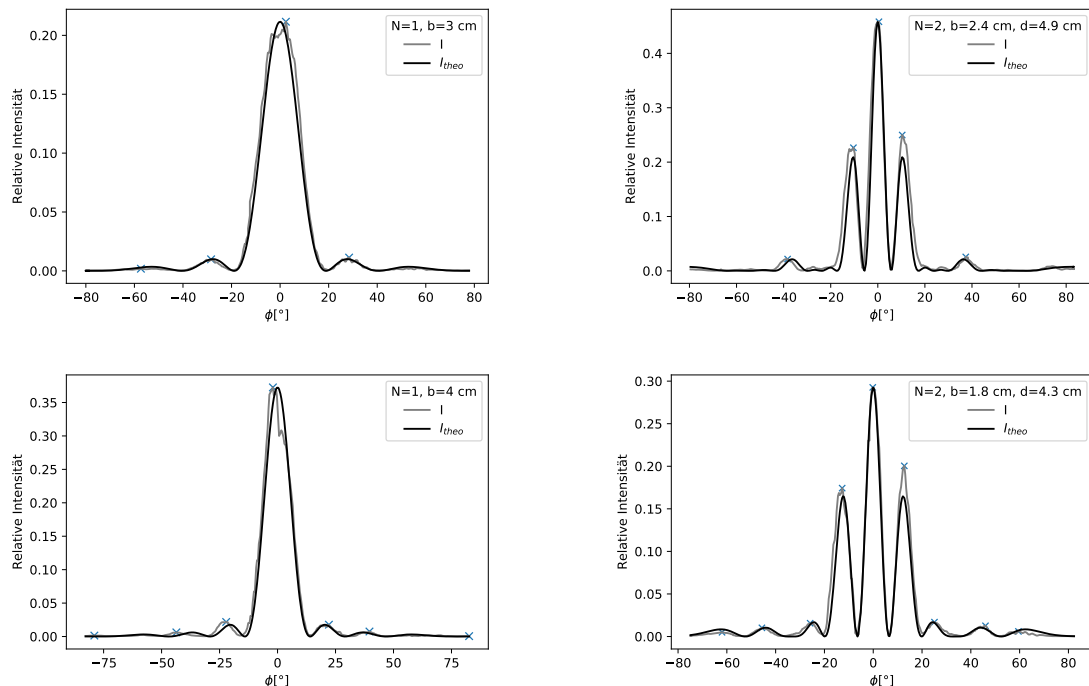 N=1, b=3 cm
I
I_theo
Relative Intensität
0.20
0.15
0.10
0.05
0.00
−80 −60 −40 −20 0 20 40 60 80
ϕ[°]
N=2, b=2.4 cm, d=4.9 cm
I
I_theo
Relative Intensität
0.4
0.3
0.2
0.1
0.0
−80 −60 −40 −20 0 20 40 60 80
ϕ[°]
N=1, b=4 cm
I
I_theo
Relative Intensität
0.35
0.30
0.25
0.20
0.15
0.10
0.05
0.00
−75 −50 −25 0 25 50 75
ϕ[°]
N=2, b=1.8 cm, d=4.3 cm
I
I_theo
Relative Intensität
0.30
0.25
0.20
0.15
0.10
0.05
0.00
−80 −60 −40 −20 0 20 40 60 80
ϕ[°]